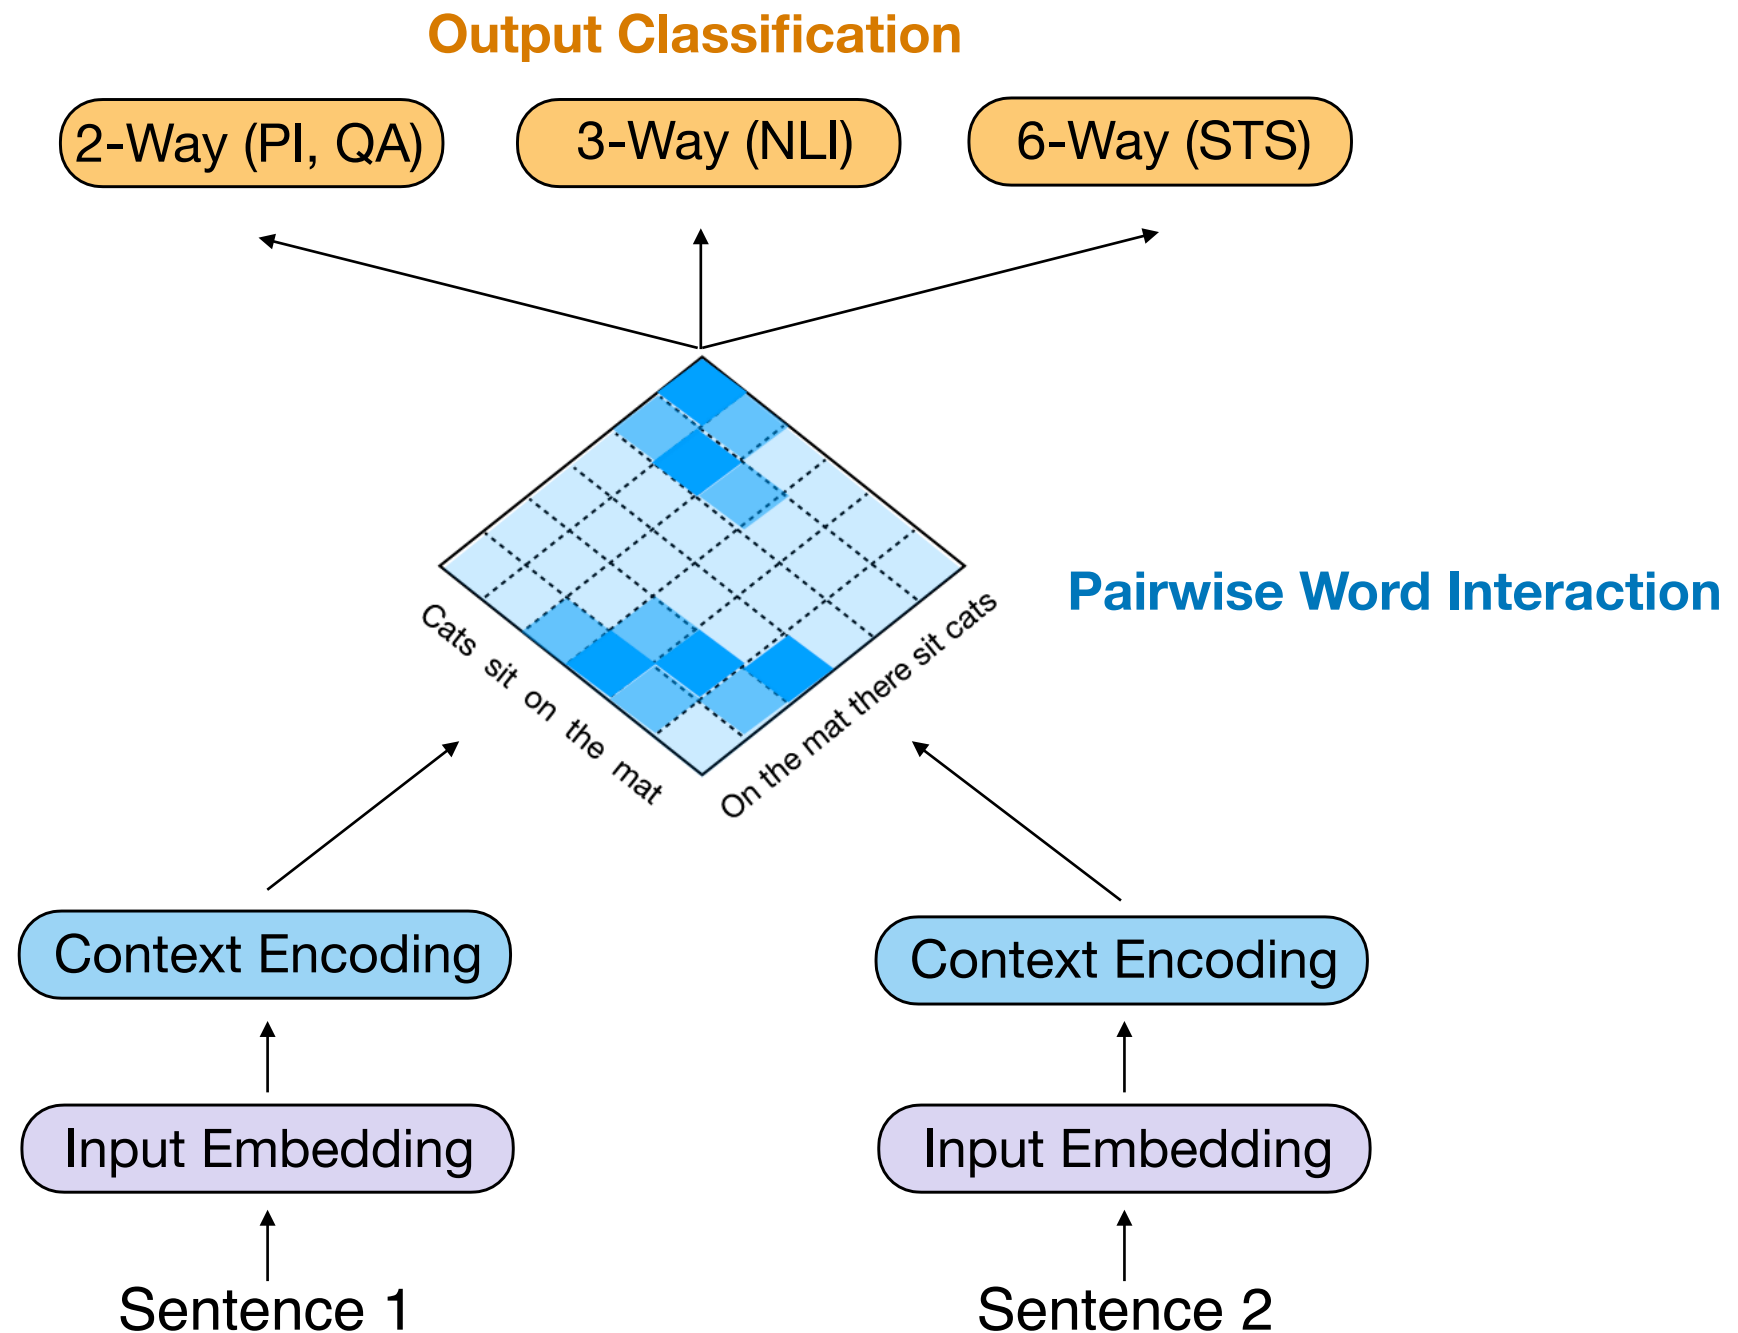 Output Classification
2-Way (PI, QA)
3-Way (NLI)
6-Way (STS)
Pairwise Word Interaction
Cats sit on the mat
On the mat there sit cats
Context Encoding
Context Encoding
Input Embedding
Input Embedding
Sentence 1
Sentence 2